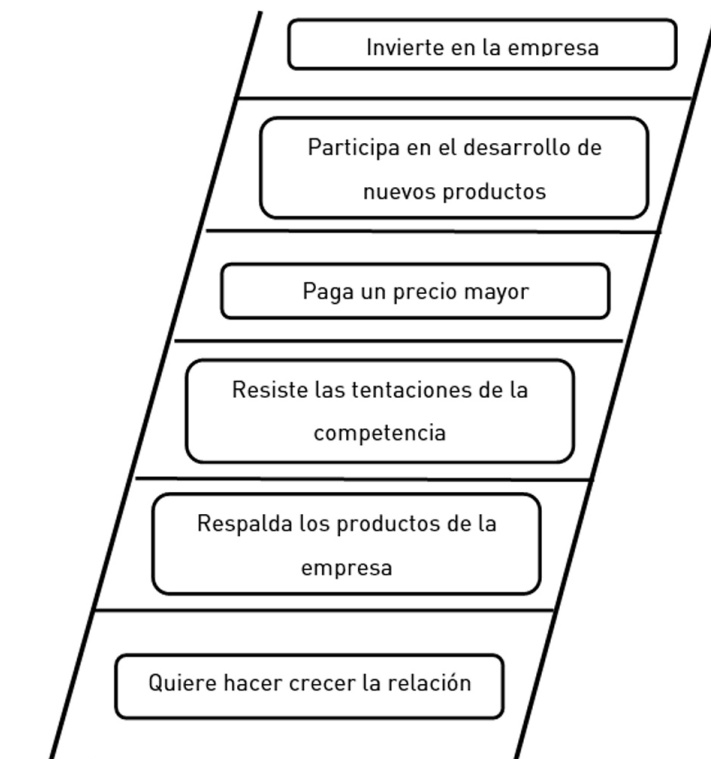 Invierte en la empresa
Participa en el desarrollo de
nuevos productos
Paga un precio mayor
Resiste las tentaciones de la
competencia
Respalda los productos de la
empresa
Quiere hacer crecer la relación